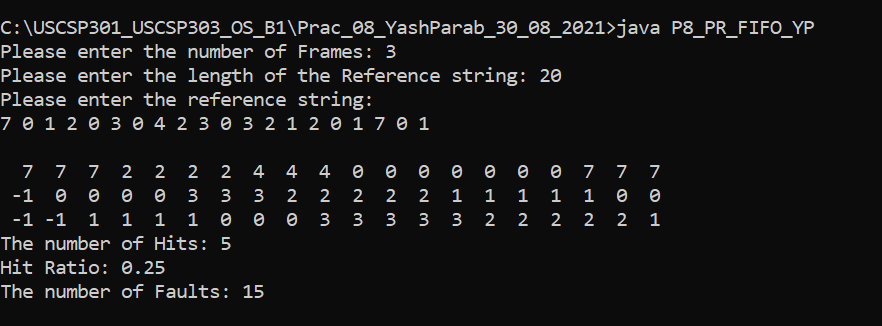 C:\USCSP301_USCSP303_OS_B1\Prac_08_YashParab_30_08_2021>java P8_PR_FIFO_YP
Please enter the number of Frames: 3
Please enter the length of the Reference string: 20
Please enter the reference string:
7 0 1 2 0 3 0 4 2 3 0 3 2 1 2 0 1 7 0 1
7 7 7 2 2 2 2 4 4 4 0 0 0 0 0 0 0 7 7 7
-1 0 0 0 0 3 3 3 2 2 2 2 2 1 1 1 1 1 0 0
-1 -1 1 1 1 1 0 0 0 3 3 3 3 3 2 2 2 2 2 1
The number of Hits: 5
Hit Ratio: 0.25
The number of Faults: 15